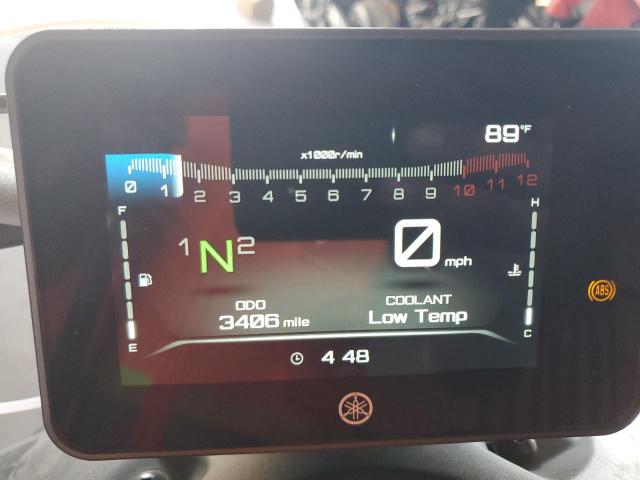 89°F
x1000r/min
0 1 2 3 4 5 6 7 8 9 10 11 12
F H
1 N 2 0 mph
ABS
ODO COOLANT
3406 mile Low Temp
E C
4 48